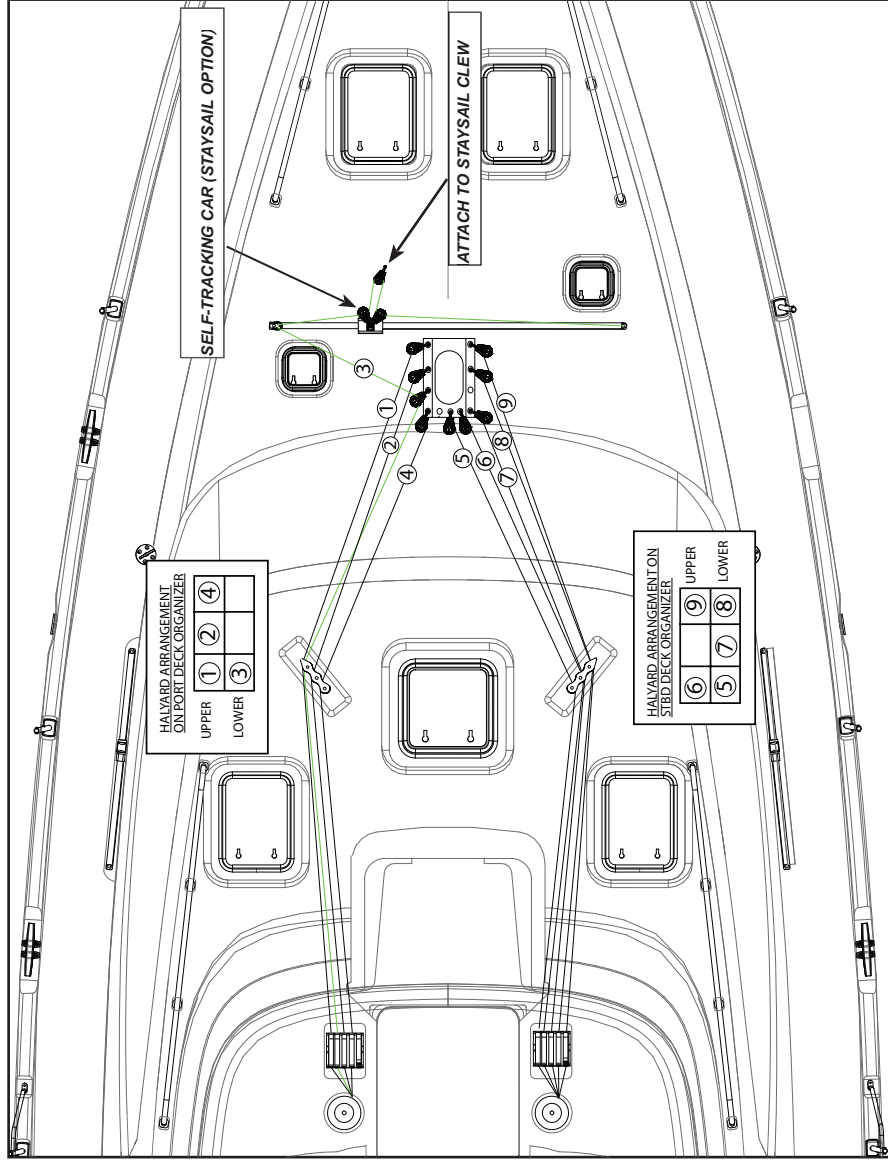 SELF-TRACKING CAR (STAYSAIL OPTION)
ATTACH TO STAYSAIL CLEW
3
1
2
4
5
6
7
8
9
HALYARD ARRANGEMENT
ON PORT DECK ORGANIZER
UPPER 1 2 4
LOWER 3
HALYARD ARRANGEMENT ON
STBD DECK ORGANIZER
6 9 UPPER
5 7 8 LOWER